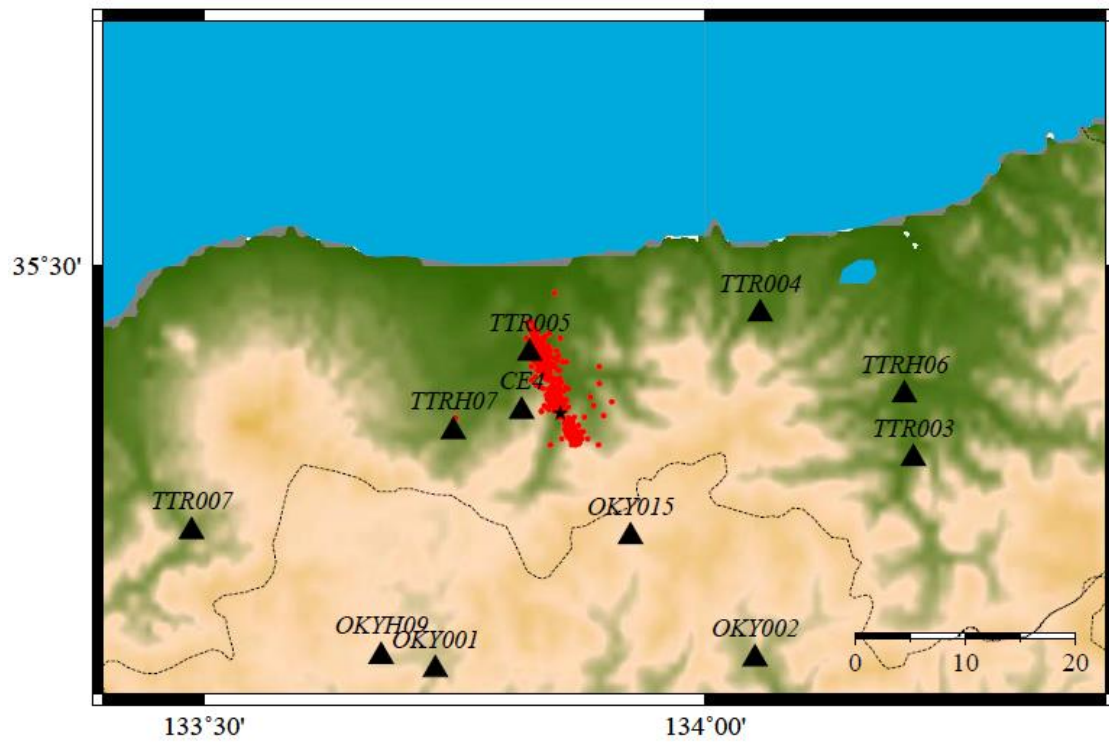 35°30'
TTR004
TTR005
TTRH06
CE4
TTRH07
TTR003
TTR007
OKY015
OKYH09
OKY001
OKY002
0 10 20
133°30' 134°00'